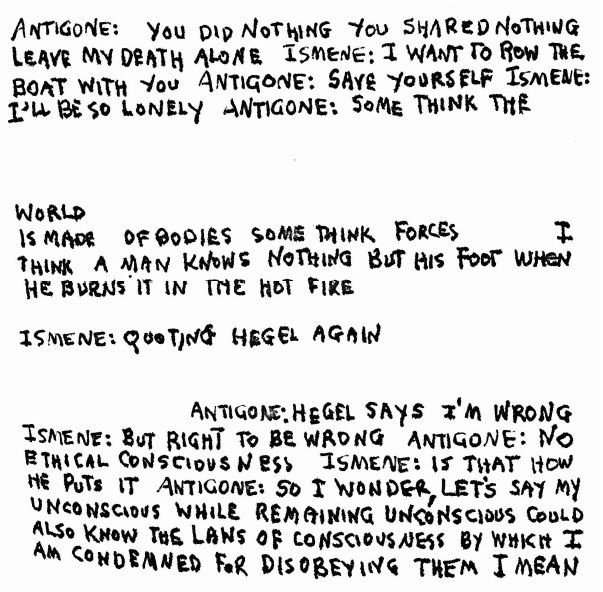 ANTIGONE: YOU DID NOTHING YOU SHARED NOTHING
LEAVE MY DEATH ALONE ISMENE: I WANT TO ROW THE
BOAT WITH YOU ANTIGONE: SAVE YOURSELF ISMENE:
I'LL BE SO LONELY ANTIGONE: SOME THINK THE
WORLD
IS MADE OF BODIES SOME THINK FORCES I
THINK A MAN KNOWS NOTHING BUT HIS FOOT WHEN
HE BURNS IT IN THE HOT FIRE
ISMENE: QUOTING HEGEL AGAIN
ANTIGONE: HEGEL SAYS I'M WRONG
ISMENE: BUT RIGHT TO BE WRONG ANTIGONE: NO
ETHICAL CONSCIOUSNESS ISMENE: IS THAT HOW
HE PUTS IT ANTIGONE: SO I WONDER, LET'S SAY MY
UNCONSCIOUS WHILE REMAINING UNCONSCIOUS COULD
ALSO KNOW THE LAWS OF CONSCIOUSNESS BY WHICH I
AM CONDEMNED FOR DISOBEYING THEM I MEAN